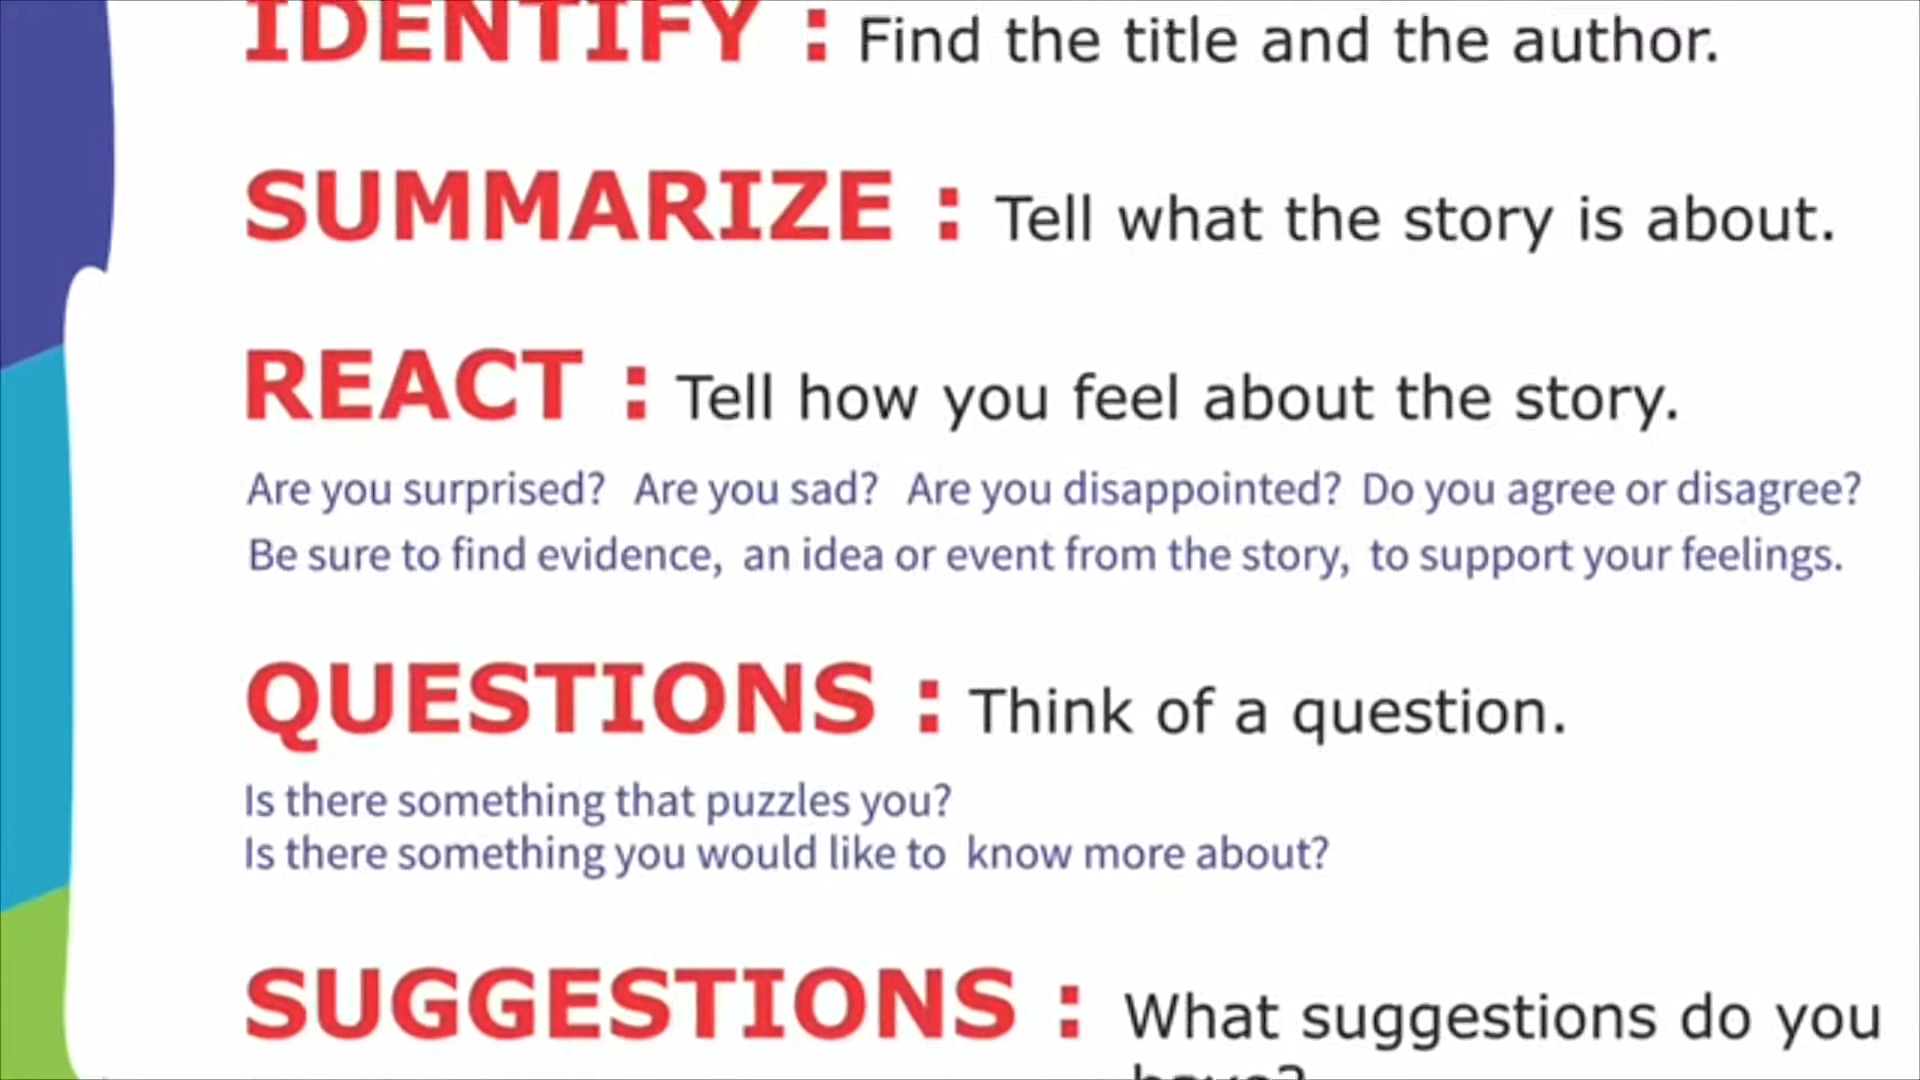 IDENTIFY : Find the title and the author.
SUMMARIZE : Tell what the story is about.
REACT : Tell how you feel about the story.
Are you surprised? Are you sad? Are you disappointed? Do you agree or disagree?
Be sure to find evidence, an idea or event from the story, to support your feelings.
QUESTIONS : Think of a question.
Is there something that puzzles you?
Is there something you would like to know more about?
SUGGESTIONS : What suggestions do you
have?